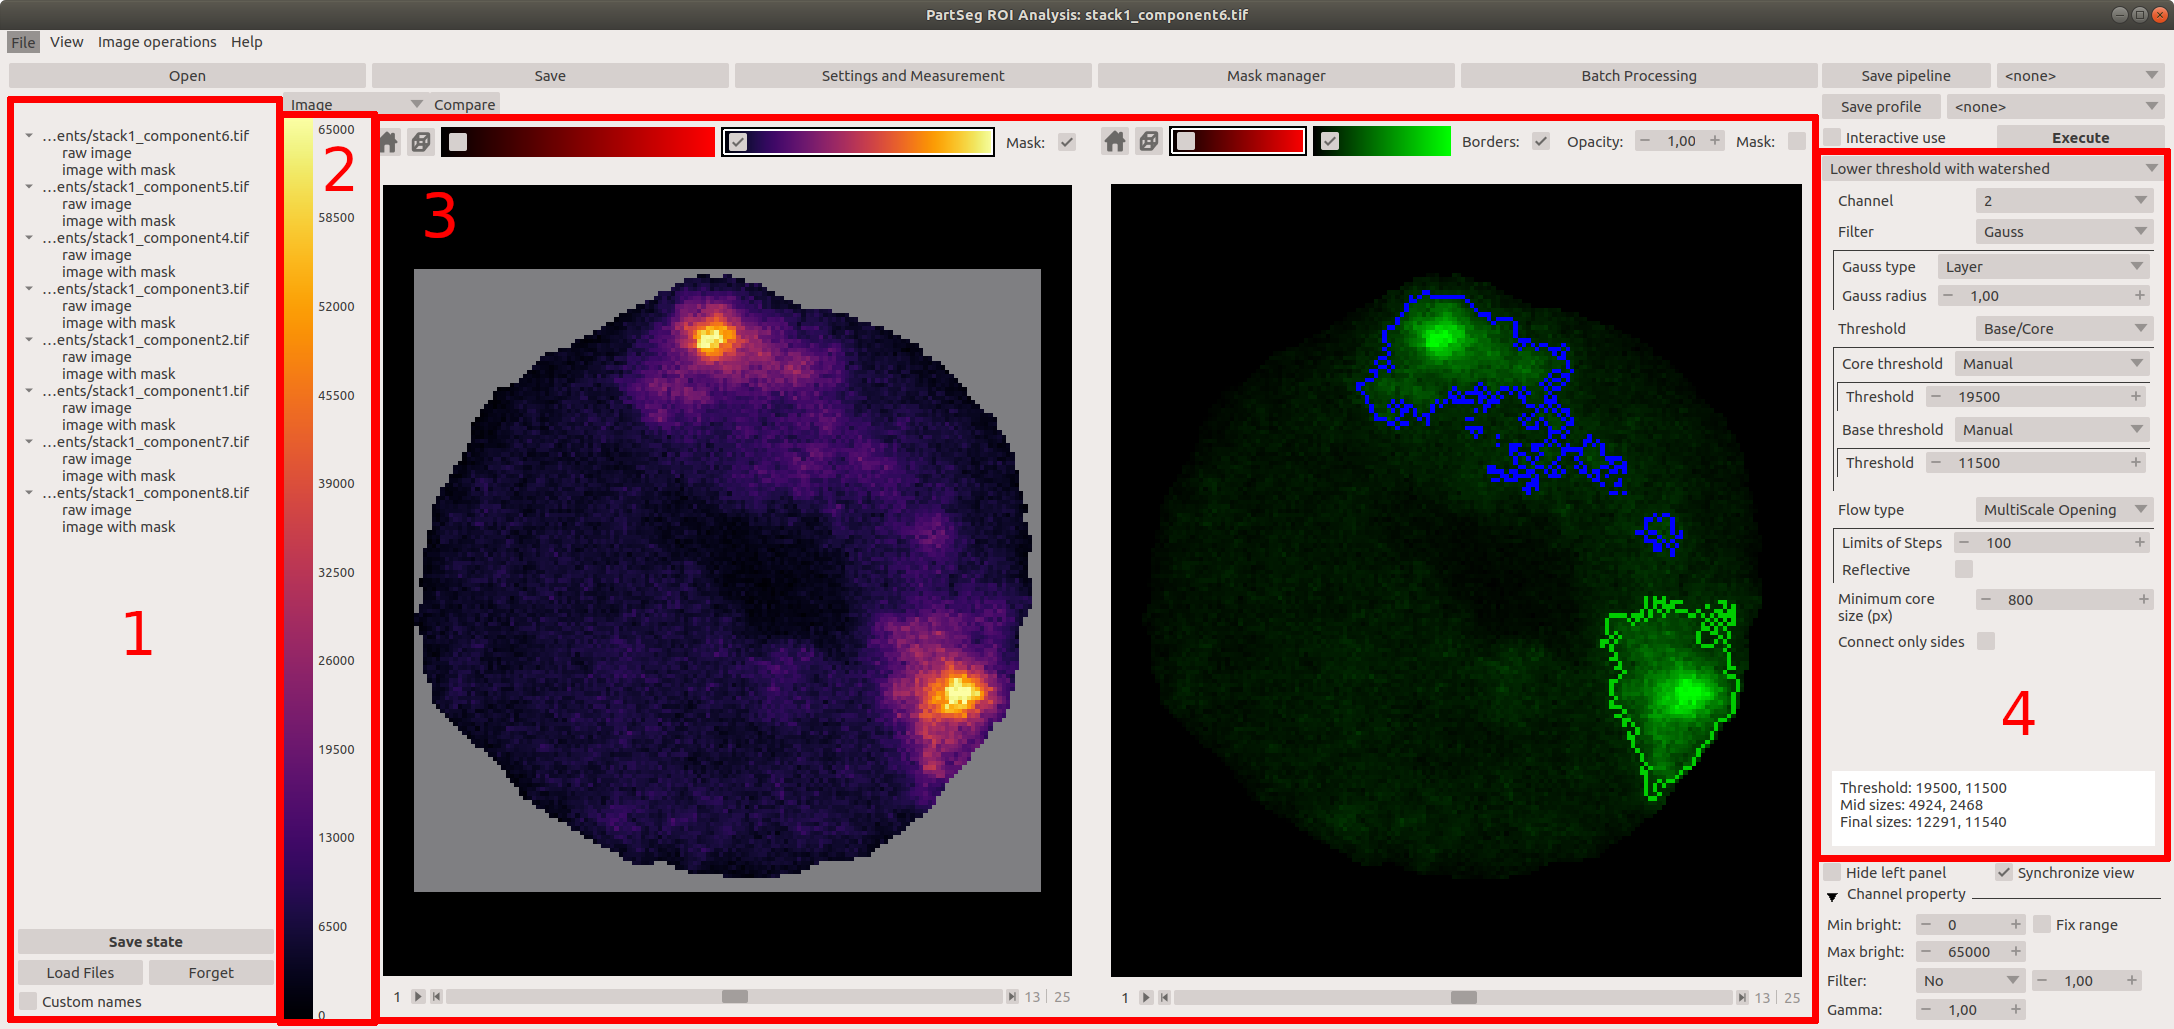 PartSeg ROI Analysis: stack1_component6.tif
File View Image operations Help
Open Save Settings and Measurement Mask manager Batch Processing Save pipeline <none>
Image Compare Save profile <none>
Interactive use Execute
...ents/stack1_component6.tif
raw image
image with mask
...ents/stack1_component5.tif
raw image
image with mask
...ents/stack1_component4.tif
raw image
image with mask
...ents/stack1_component3.tif
raw image
image with mask
...ents/stack1_component2.tif
raw image
image with mask
...ents/stack1_component1.tif
raw image
image with mask
...ents/stack1_component7.tif
raw image
image with mask
...ents/stack1_component8.tif
raw image
image with mask
1
Save state
Load Files Forget
Custom names
65000
2
58500
52000
45500
39000
32500
26000
19500
13000
6500
0
Mask:
3
1 13 | 25
Borders: Opacity: 1,00 Mask:
1 13 | 25
Lower threshold with watershed
Channel 2
Filter Gauss
Gauss type Layer
Gauss radius 1,00
Threshold Base/Core
Core threshold Manual
Threshold 19500
Base threshold Manual
Threshold 11500
Flow type MultiScale Opening
Limits of Steps 100
Reflective
Minimum core
size (px) 800
Connect only sides
4
Threshold: 19500, 11500
Mid sizes: 4924, 2468
Final sizes: 12291, 11540
Hide left panel Synchronize view
Channel property
Min bright: 0 Fix range
Max bright: 65000
Filter: No 1,00
Gamma: 1,00